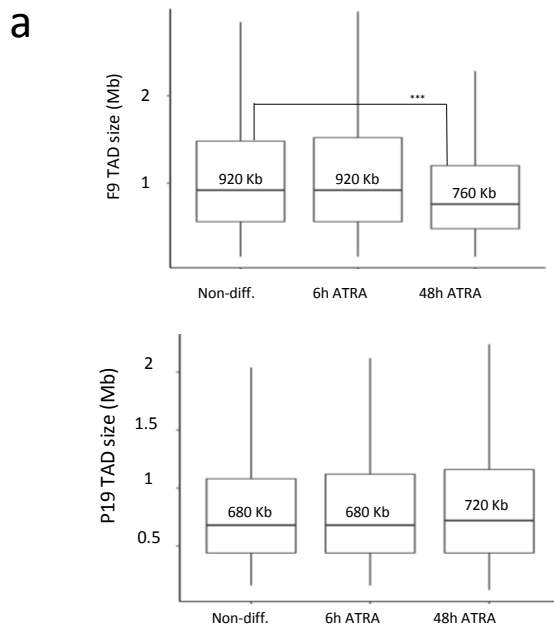 a
F9 TAD size (Mb)
2
1
***
920 Kb
920 Kb
760 Kb
Non-diff.
6h ATRA
48h ATRA
P19 TAD size (Mb)
2
1.5
1
0.5
680 Kb
680 Kb
720 Kb
Non-diff.
6h ATRA
48h ATRA